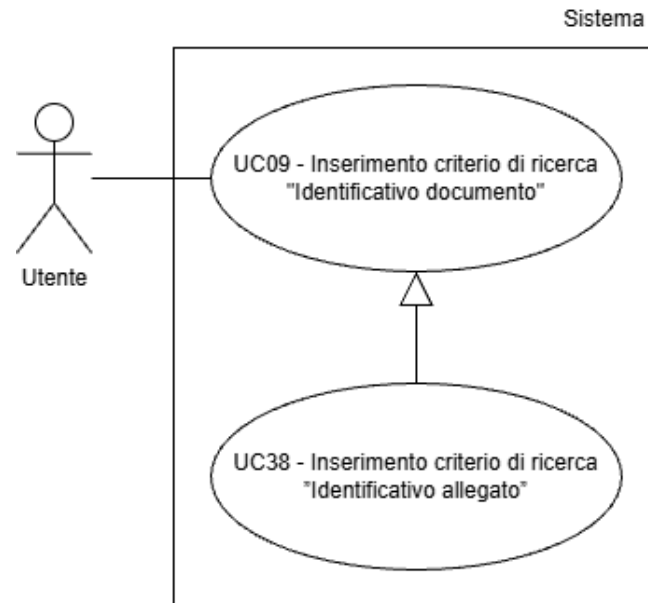 Sistema
UC09 - Inserimento criterio di ricerca
"Identificativo documento"
Utente
UC38 - Inserimento criterio di ricerca
"Identificativo allegato"